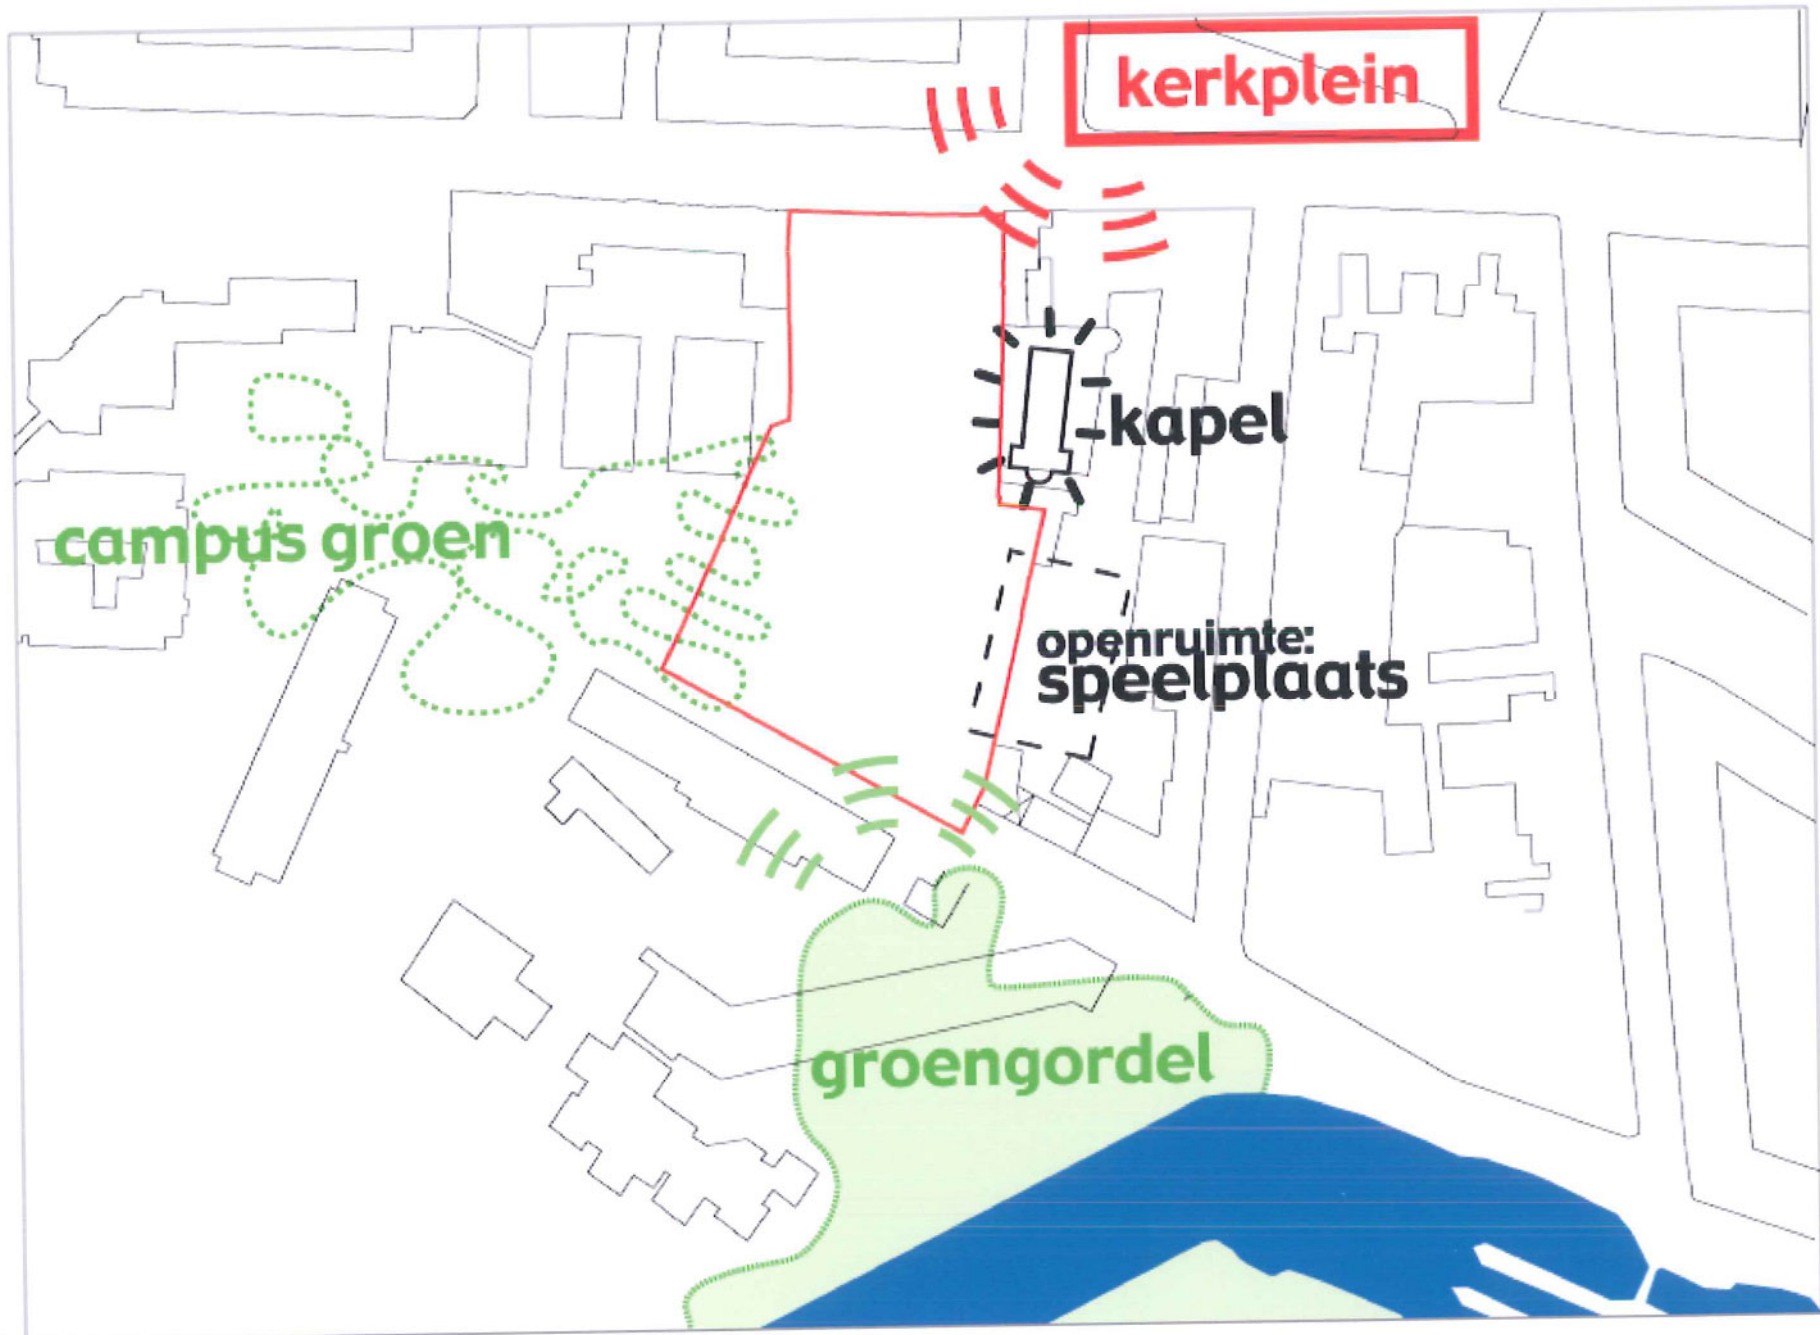 kerkplein
kapel
campus groen
openruimte:
speelplaats
groengordel